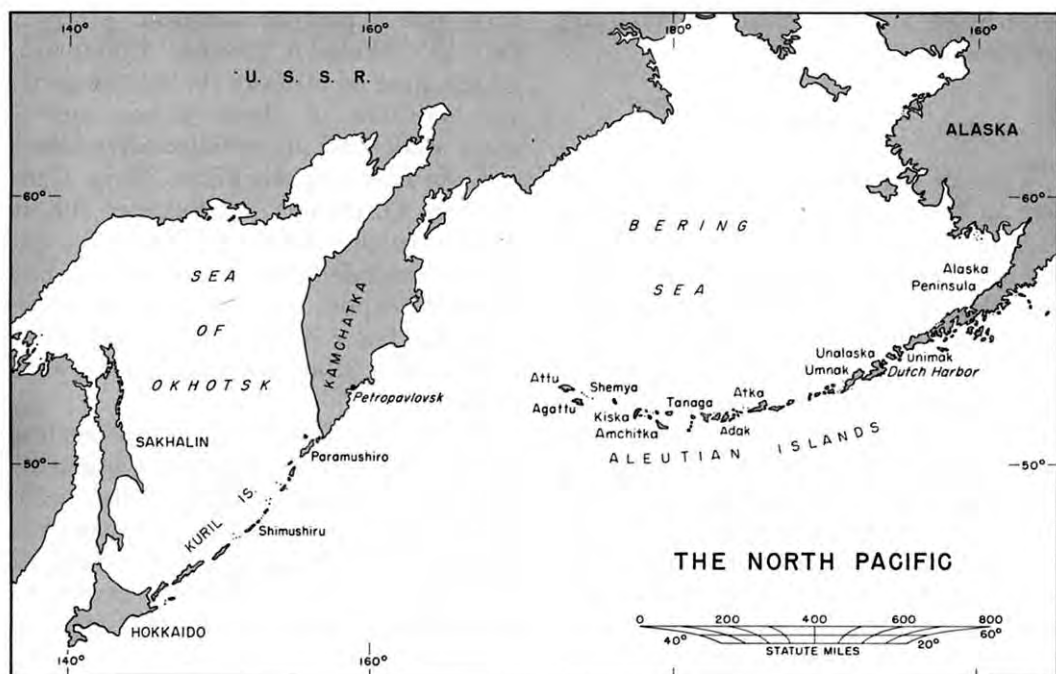 140° 160° 180° 160°
U. S. S. R.
ALASKA
60° 60°
BERING
SEA
SEA
OF
OKHOTSK
KAMCHATKA
Alaska
Peninsula
Petropavlovsk
Unalaska Unimak
Umnak Dutch Harbor
Attu Shemya Tanaga Atka
Agattu Kiska Adak
Amchitka
ALEUTIAN ISLANDS
SAKHALIN
Paramushiro
50° 50°
KURIL IS.
Shimushiru
THE NORTH PACIFIC
HOKKAIDO
0 200 400 600 800
40° 60°
20°
STATUTE MILES
140° 160° 180° 160°